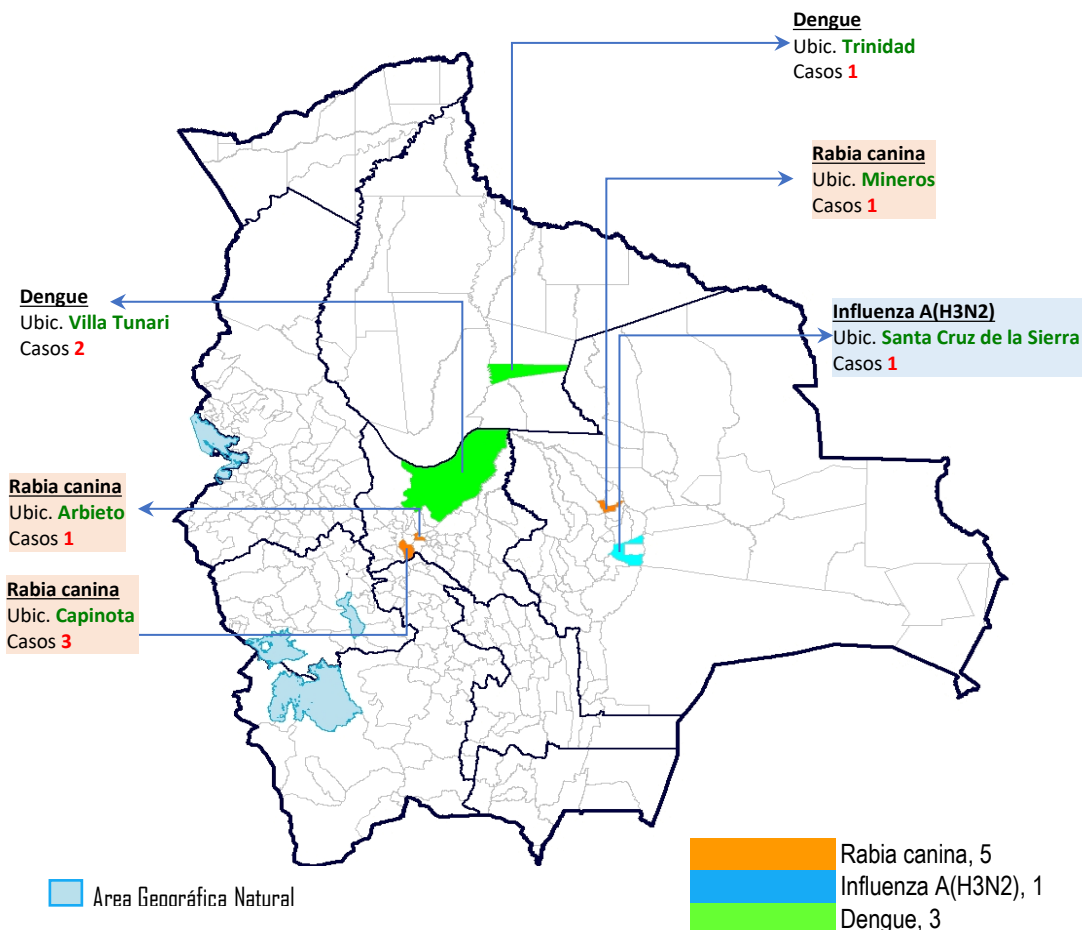 Dengue
Ubic. Trinidad
Casos 1
Rabia canina
Ubic. Mineros
Casos 1
Dengue
Ubic. Villa Tunari
Casos 2
Influenza A(H3N2)
Ubic. Santa Cruz de la Sierra
Casos 1
Rabia canina
Ubic. Arbieto
Casos 1
Rabia canina
Ubic. Capinota
Casos 3
Rabia canina, 5
Influenza A(H3N2), 1
Dengue, 3
Area Geográfica Natural